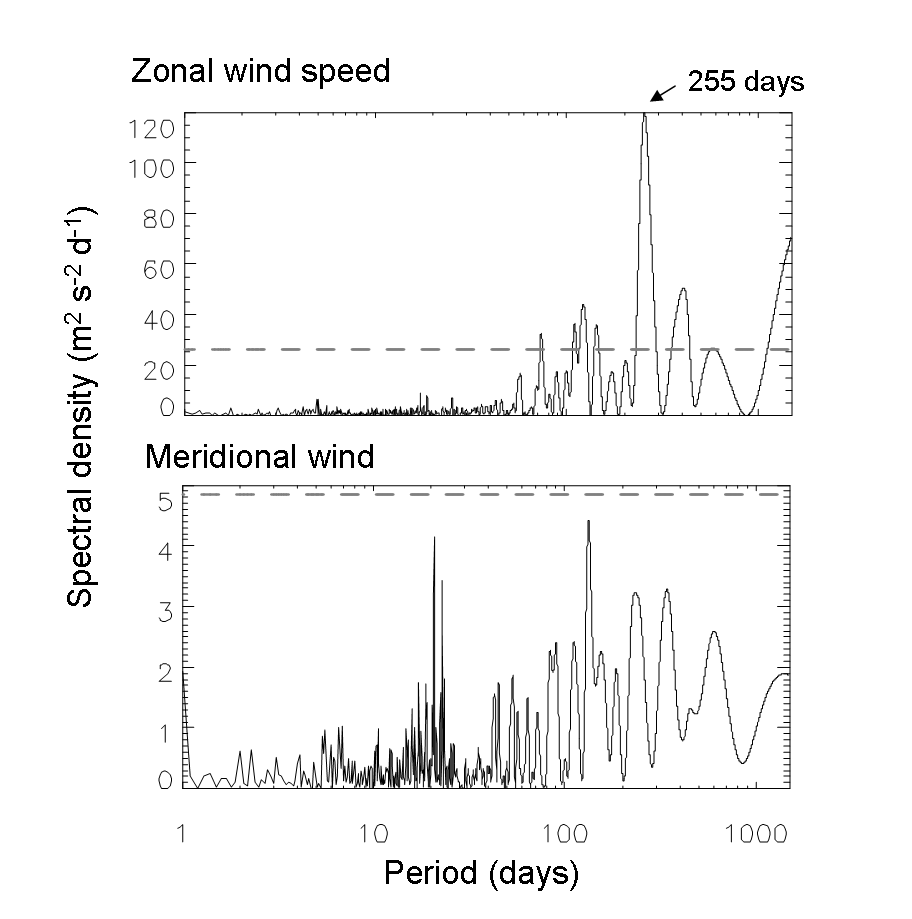 Zonal wind speed
255 days
120
100
80
60
40
20
0
Spectral density (m² s⁻² d⁻¹)
Meridional wind
5
4
3
2
1
0
1 10 100 1000
Period (days)